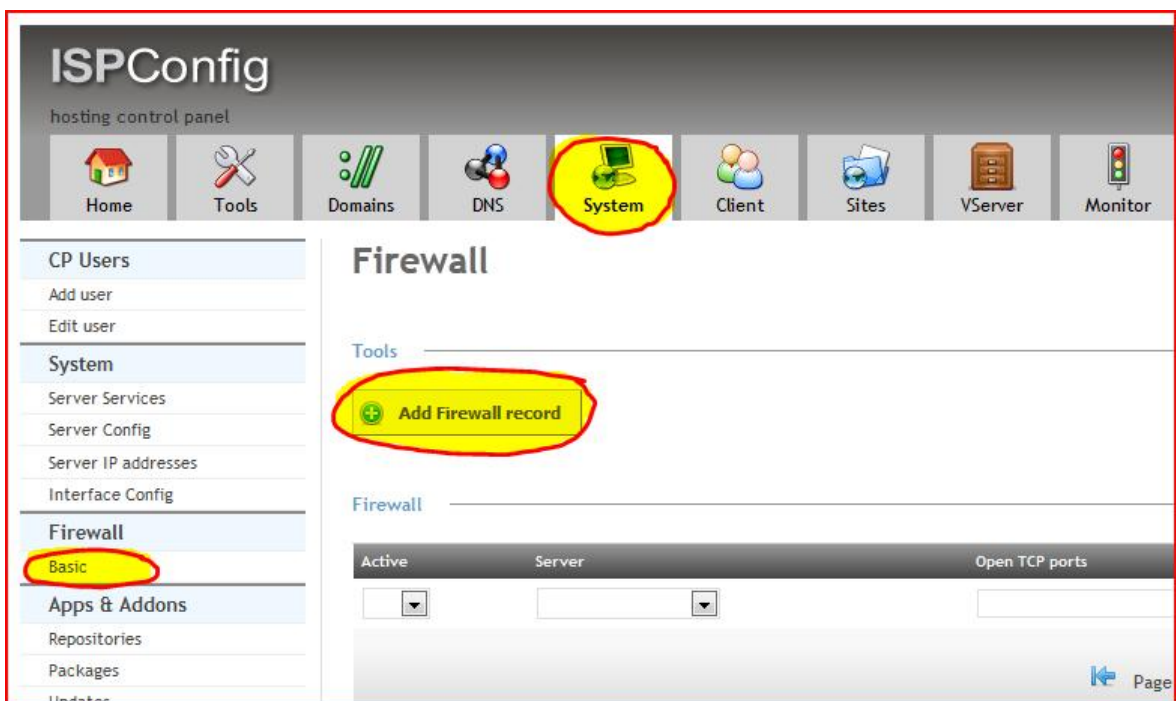 ISPConfig
hosting control panel
Home Tools Domains DNS System Client Sites VServer Monitor
CP Users
Add user
Edit user
System
Server Services
Server Config
Server IP addresses
Interface Config
Firewall
Basic
Apps & Addons
Repositories
Packages
Updates
Firewall
Tools
Add Firewall record
Firewall
Active Server Open TCP ports
Page